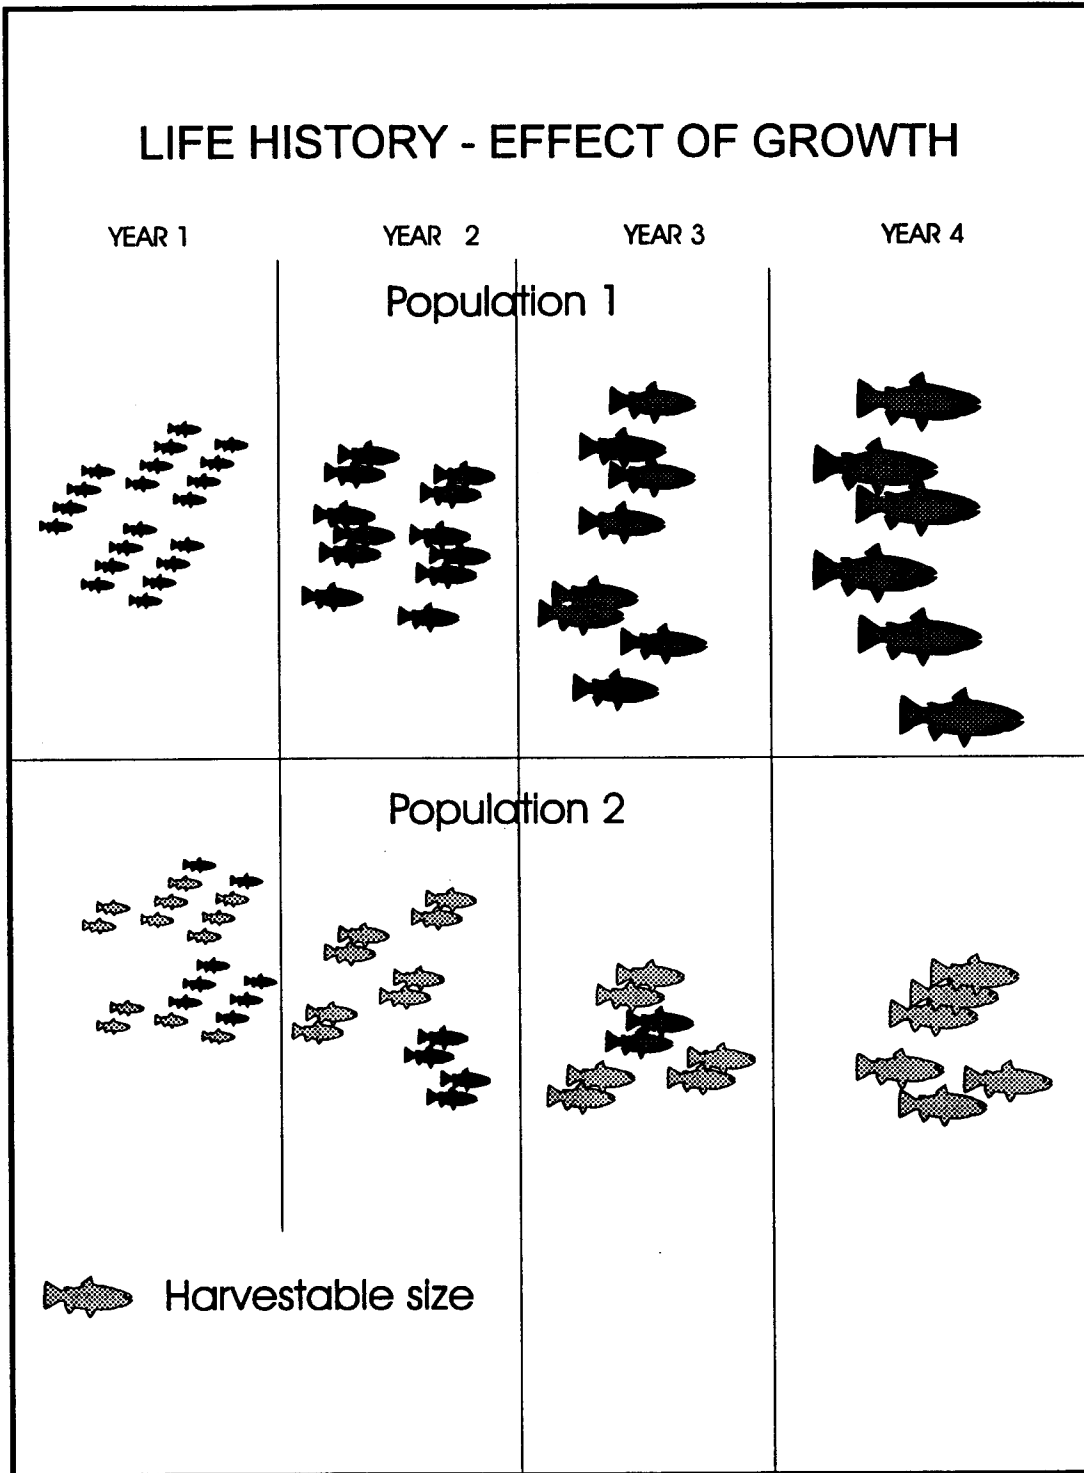 LIFE HISTORY - EFFECT OF GROWTH
YEAR 1 YEAR 2 YEAR 3 YEAR 4
Population 1
Population 2
Harvestable size